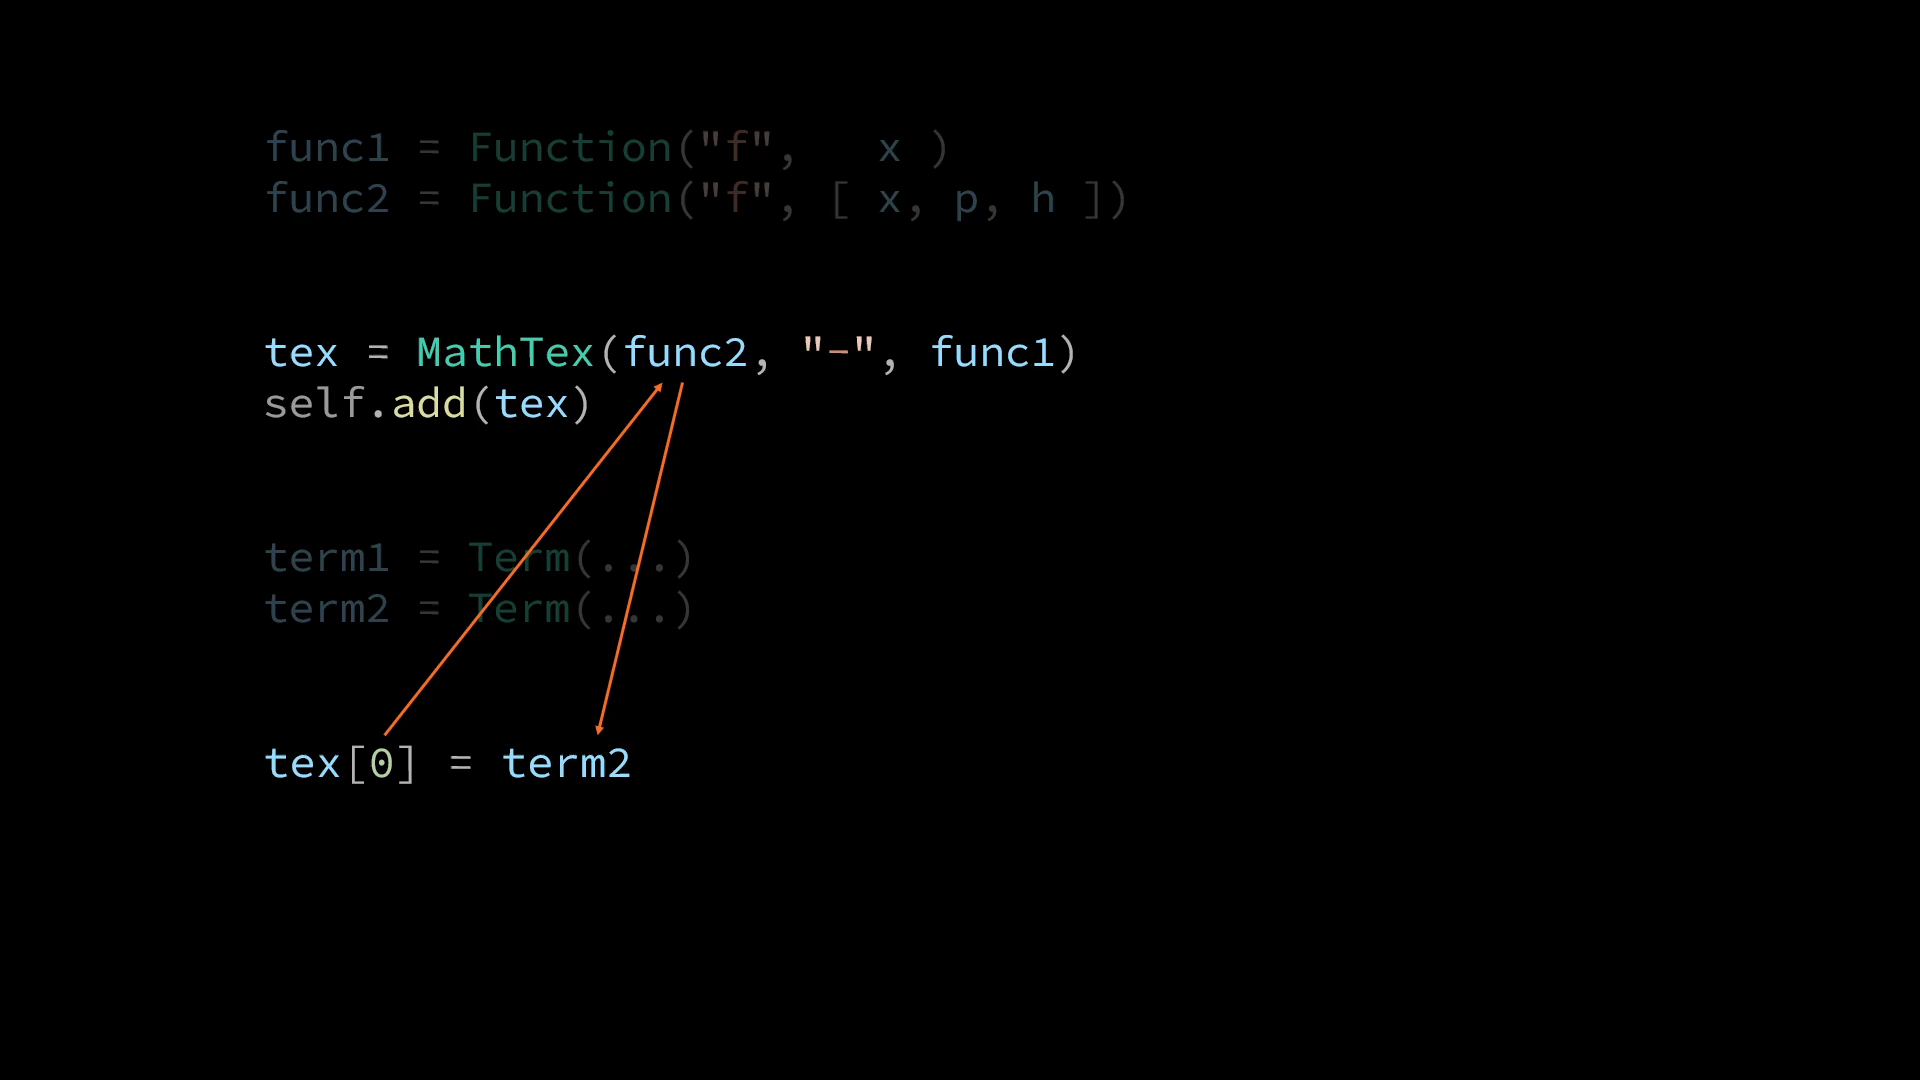 func1 = Function("f",   x )
func2 = Function("f", [ x, p, h ])
tex = MathTex(func2, "-", func1)
self.add(tex)
term1 = Term(...)
term2 = Term(...)
tex[0] = term2